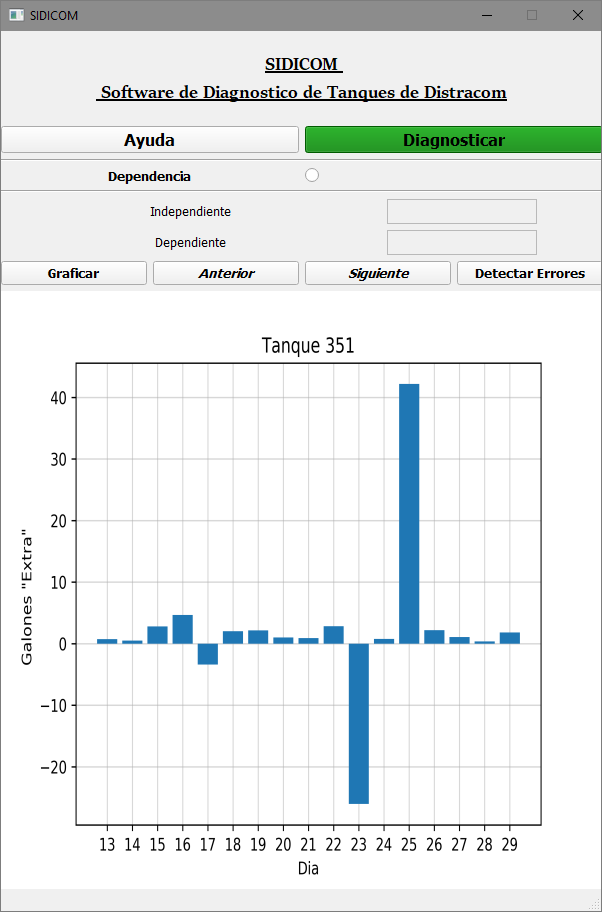 SIDICOM
SIDICOM
Software de Diagnostico de Tanques de Distracom
Ayuda Diagnosticar
Dependencia
Independiente
Dependiente
Graficar Anterior Siguiente Detectar Errores
Tanque 351
40
30
20
10
0
−10
−20
Galones "Extra"
13 14 15 16 17 18 19 20 21 22 23 24 25 26 27 28 29
Dia